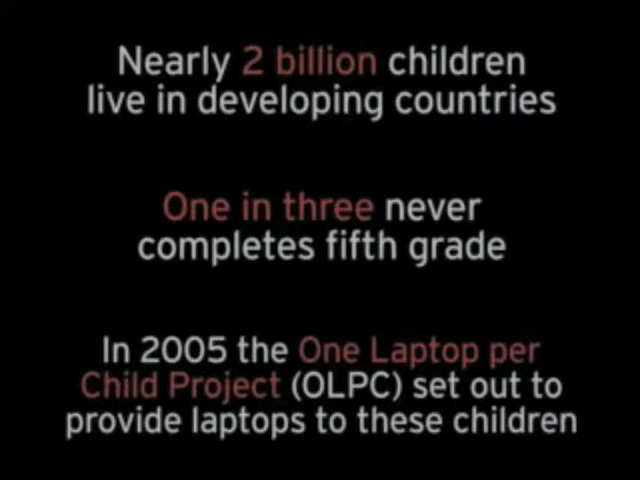 Nearly 2 billion children
live in developing countries
One in three never
completes fifth grade
In 2005 the One Laptop per
Child Project (OLPC) set out to
provide laptops to these children